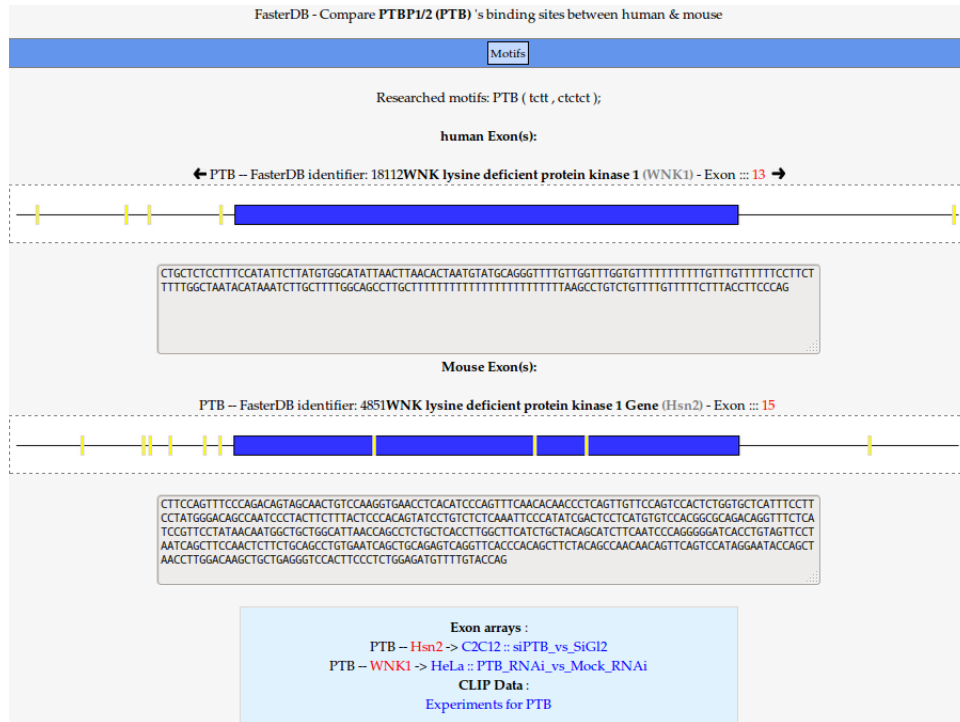 FasterDB - Compare PTBP1/2 (PTB) 's binding sites between human & mouse
Motifs
Researched motifs: PTB ( tctt , ctctct );
human Exon(s):
🡰 PTB -- FasterDB identifier: 18112WNK lysine deficient protein kinase 1 (WNK1) - Exon ::: 13 🡲
CTGCTCTCCTTTCCATATTCTTATGTGGCATATTAACTTAACACTAATGTATGCAGGGTTTTGTTGGTTTGGTGTTTTTTTTTTTGTTTGTTTTTTCCTTCT
TTTTGGCTAATACATAAATCTTGCTTTTGGCAGCCTTGCTTTTTTTTTTTTTTTTTTTTTTTTTTAAGCCTGTCTGTTTTGTTTTTCTTTACCTTCCCAG
Mouse Exon(s):
PTB -- FasterDB identifier: 4851WNK lysine deficient protein kinase 1 Gene (Hsn2) - Exon ::: 15
CTTCCAGTTTCCCAGACAGTAGCAACTGTCCAAGGTGAACCTCACATCCCAGTTTCAACACAACCCTCAGTTGTTCCAGTCCACTCTGGTGCTCATTTCCTT
CCTATGGGACAGCCAATCCCTACTTCTTTACTCCCACAGTATCCTGTCTCTCAAATTCCCATATCGACTCCTCATGTGTCCACGGCGCAGACAGGTTTCTCA
TCCGTTCCTATAACAATGGCTGCTGGCATTAACCAGCCTCTGCTCACCTTGGCTTCATCTGCTACAGCATCTTCAATCCCAGGGGGATCACCTGTAGTTCCT
AATCAGCTTCCAACTCTTCTGCAGCCTGTGAATCAGCTGCAGAGTCAGGTTCACCCACAGCTTCTACAGCCAACAACAGTTCAGTCCATAGGAATACCAGCT
AACCTTGGACAAGCTGCTGAGGGTCCACTTCCCTCTGGAGATGTTTTGTACCAG
Exon arrays :
PTB -- Hsn2 -> C2C12 :: siPTB_vs_SiGl2
PTB -- WNK1 -> HeLa :: PTB_RNAi_vs_Mock_RNAi
CLIP Data :
Experiments for PTB